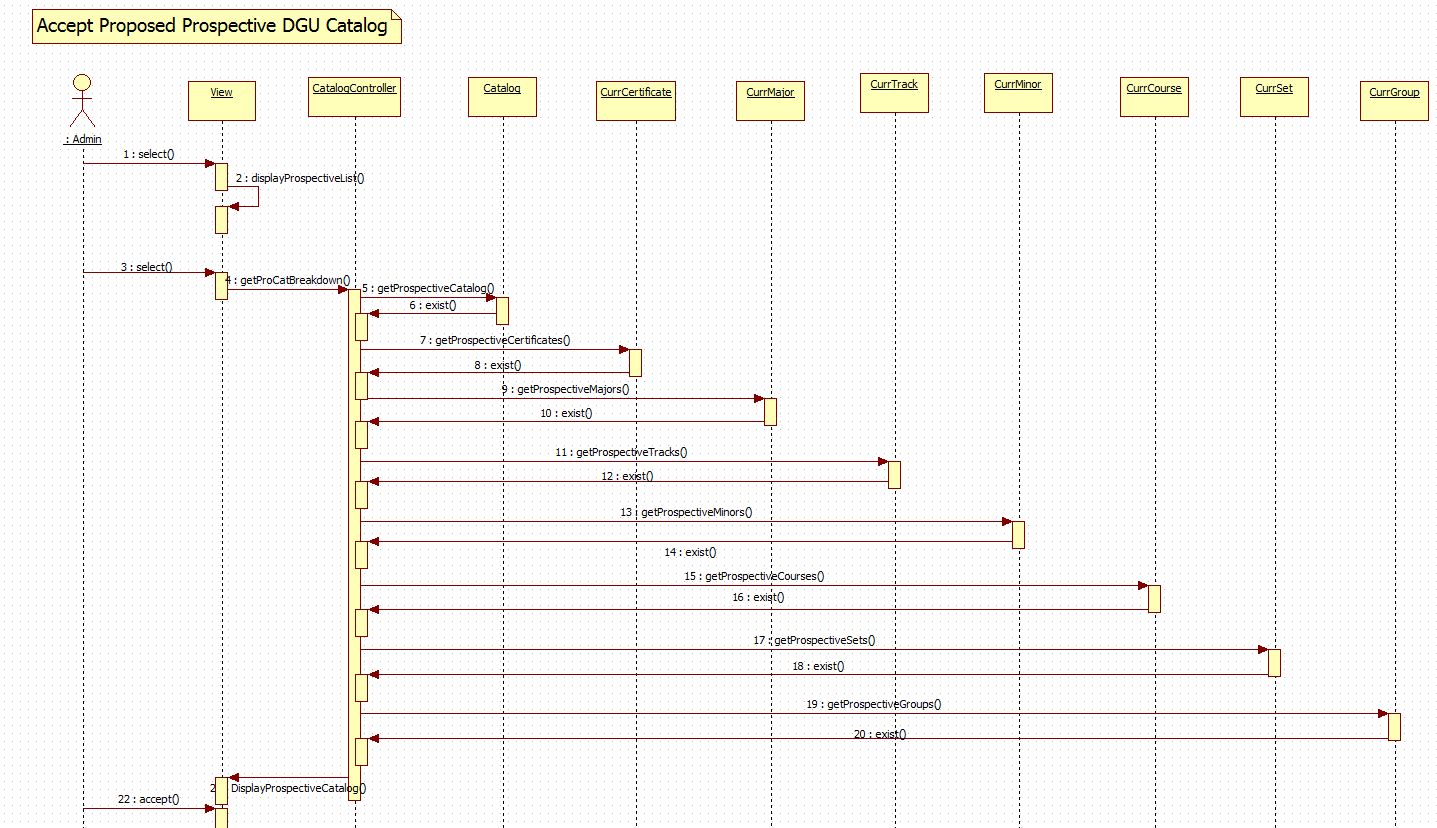 Accept Proposed Prospective DGU Catalog
: Admin
View
CatalogController
Catalog
CurrCertificate
CurrMajor
CurrTrack
CurrMinor
CurrCourse
CurrSet
CurrGroup
1 : select()
2 : displayProspectiveList()
3 : select()
4 : getProCatBreakdown()
5 : getProspectiveCatalog()
6 : exist()
7 : getProspectiveCertificates()
8 : exist()
9 : getProspectiveMajors()
10 : exist()
11 : getProspectiveTracks()
12 : exist()
13 : getProspectiveMinors()
14 : exist()
15 : getProspectiveCourses()
16 : exist()
17 : getProspectiveSets()
18 : exist()
19 : getProspectiveGroups()
20 : exist()
2 DisplayProspectiveCatalog()
22 : accept()